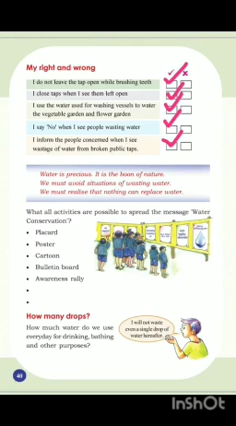 My right and wrong
✓ ✗
I do not leave the tap open while brushing teeth
I close taps when I see them left open
I use the water used for washing vessels to water
the vegetable garden and flower garden
I say 'No' when I see people wasting water
I inform the people concerned when I see
wastage of water from broken public taps.
Water is precious. It is the boon of nature.
We must avoid situations of wasting water.
We must realise that nothing can replace water.
What all activities are possible to spread the message 'Water
Conservation'?
• Placard
• Poster
• Cartoon
• Bulletin board
• Awareness rally
•
•
How many drops?
How much water do we use
everyday for drinking, bathing
and other purposes?
I will not waste
even a single drop of
water hereafter.
40
InShOt